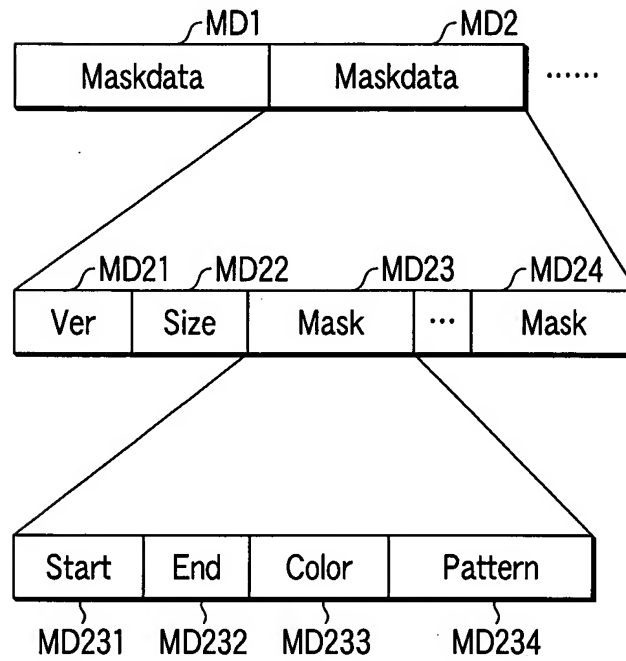 MD1 MD2
Maskdata Maskdata ······
MD21 MD22 MD23 MD24
Ver Size Mask ··· Mask
Start End Color Pattern
MD231 MD232 MD233 MD234